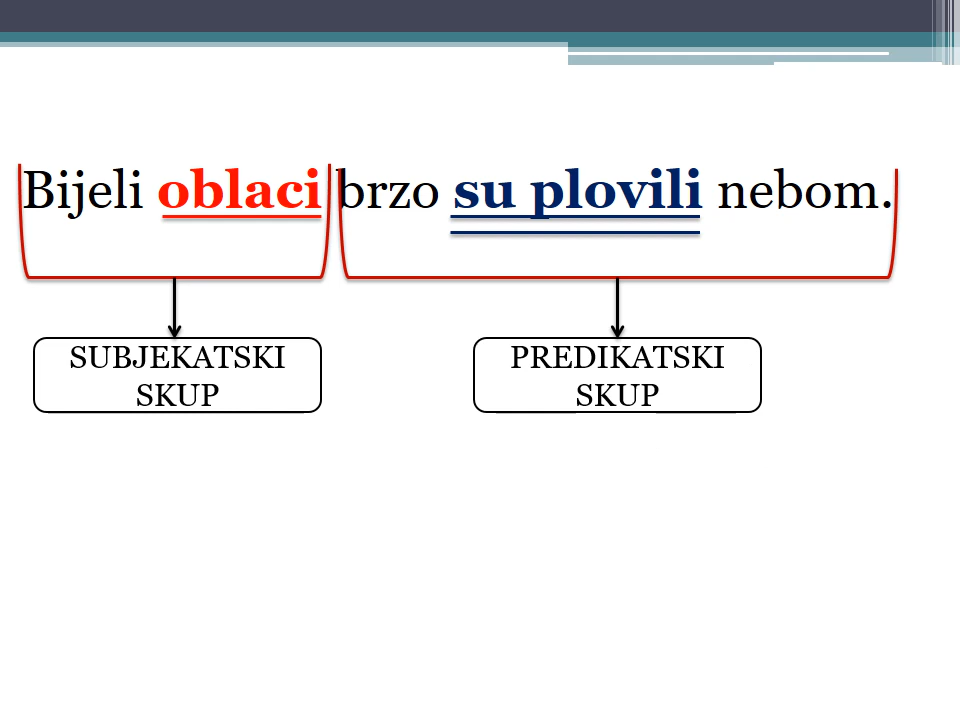 Bijeli oblaci brzo su plovili nebom.
SUBJEKATSKI
SKUP
PREDIKATSKI
SKUP